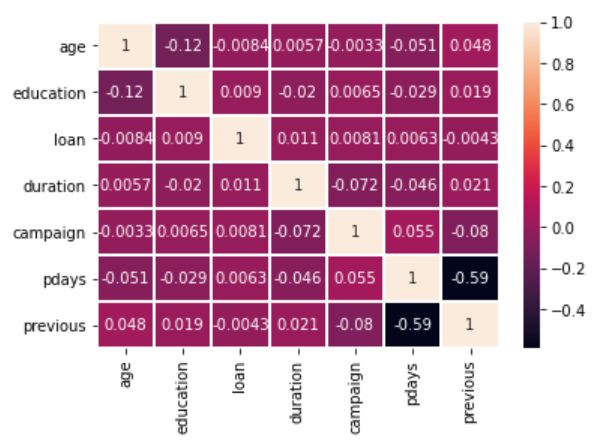 age 1 -0.12 -0.0084 0.0057 -0.0033 -0.051 0.048
education -0.12 1 0.009 -0.02 0.0065 -0.029 0.019
loan -0.0084 0.009 1 0.011 0.0081 0.0063 -0.0043
duration 0.0057 -0.02 0.011 1 -0.072 -0.046 0.021
campaign -0.0033 0.0065 0.0081 -0.072 1 0.055 -0.08
pdays -0.051 -0.029 0.0063 -0.046 0.055 1 -0.59
previous 0.048 0.019 -0.0043 0.021 -0.08 -0.59 1
age education loan duration campaign pdays previous
1.0
0.8
0.6
0.4
0.2
0.0
−0.2
−0.4